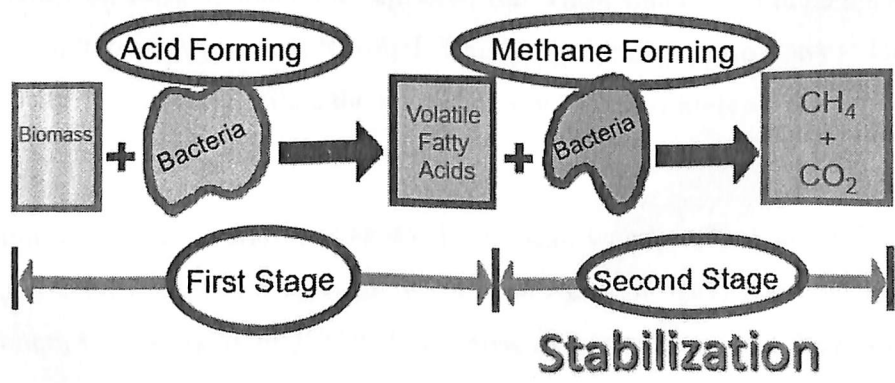 Acid Forming
Methane Forming
Biomass
+
Bacteria
Volatile
Fatty
Acids
+
Bacteria
CH₄
+
CO₂
First Stage
Second Stage
Stabilization